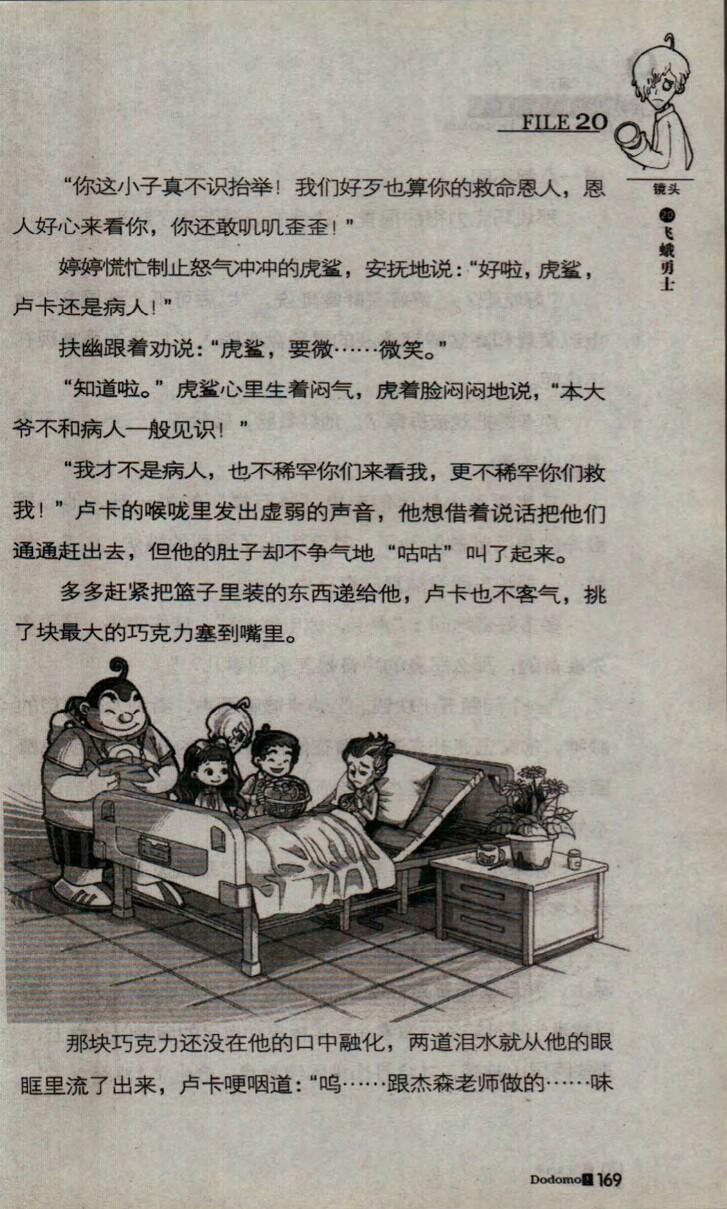 FILE 20
镜头
20
飞蛾勇士
“你这小子真不识抬举！我们好歹也算你的救命恩人，恩
人好心来看你，你还敢叽叽歪歪！”
婷婷慌忙制止怒气冲冲的虎鲨，安抚地说：“好啦，虎鲨，
卢卡还是病人！”
扶幽跟着劝说：“虎鲨，要微……微笑。”
“知道啦。”虎鲨心里生着闷气，虎着脸闷闷地说，“本大
爷不和病人一般见识！”
“我才不是病人，也不稀罕你们来看我，更不稀罕你们救
我！”卢卡的喉咙里发出虚弱的声音，他想借着说话把他们
通通赶出去，但他的肚子却不争气地“咕咕”叫了起来。
多多赶紧把篮子里装的东西递给他，卢卡也不客气，挑
了块最大的巧克力塞到嘴里。
那块巧克力还没在他的口中融化，两道泪水就从他的眼
眶里流了出来，卢卡哽咽道：“呜……跟杰森老师做的……味
Dodomo 169